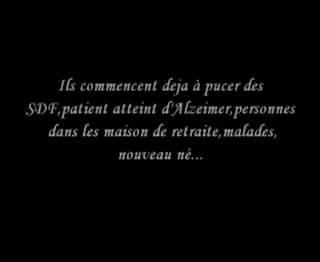 Ils commencent deja à pucer des
SDF,patient atteint d'Alzeimer,personnes
dans les maison de retraite,malades,
nouveau né...